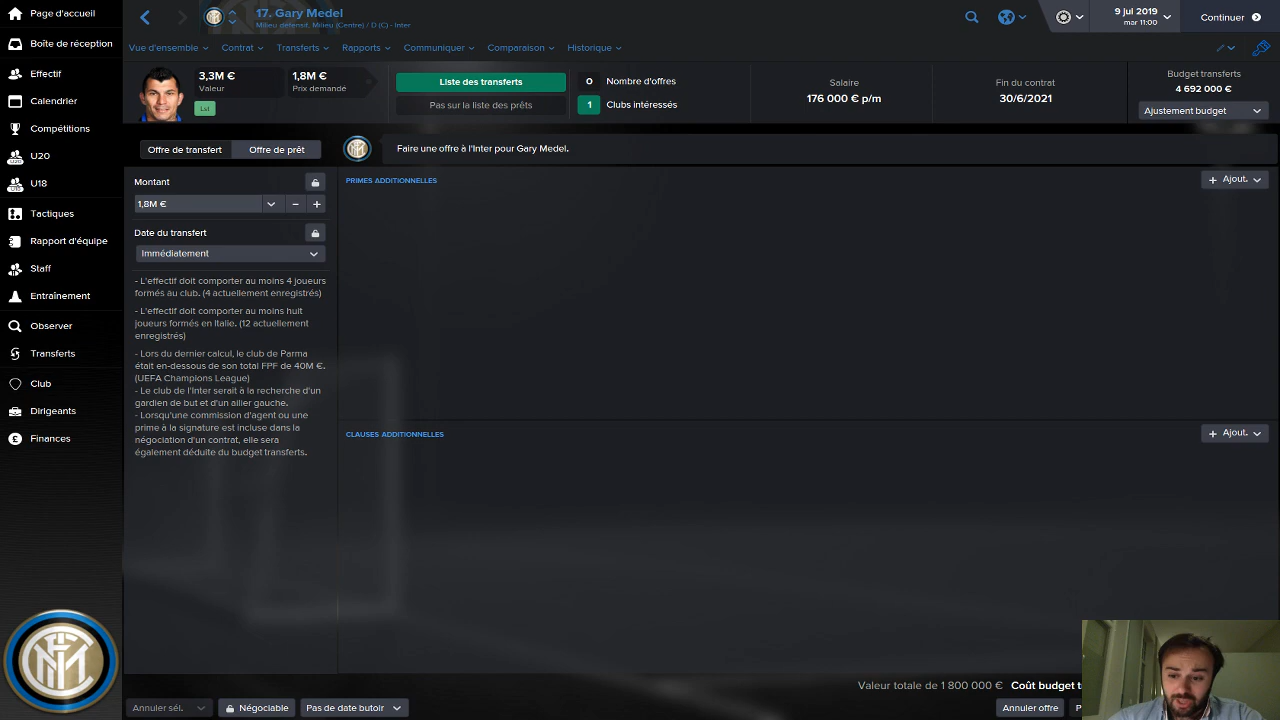 Page d'accueil
Boîte de réception
Effectif
Calendrier
Compétitions
U20
U18
Tactiques
Rapport d'équipe
Staff
Entraînement
Observer
Transferts
Club
Dirigeants
Finances
17. Gary Medel
Milieu défensif, Milieu (Centre) / D (C) - Inter
9 jul 2019
mar 11:00
Continuer
Vue d'ensemble
Contrat
Transferts
Rapports
Communiquer
Comparaison
Historique
3,3M €
Valeur
Lst
1,8M €
Prix demandé
Liste des transferts
Pas sur la liste des prêts
0 Nombre d'offres
1 Clubs intéressés
Salaire
176 000 € p/m
Fin du contrat
30/6/2021
Budget transferts
4 692 000 €
Ajustement budget
Offre de transfert
Offre de prêt
Faire une offre à l'Inter pour Gary Medel.
Montant
1,8M €
Date du transfert
Immédiatement
- L'effectif doit comporter au moins 4 joueurs
formés au club. (4 actuellement enregistrés)
- L'effectif doit comporter au moins huit
joueurs formés en Italie. (12 actuellement
enregistrés)
- Lors du dernier calcul, le club de Parma
était en-dessous de son total FPF de 40M €.
(UEFA Champions League)
- Le club de l'Inter serait à la recherche d'un
gardien de but et d'un ailier gauche.
- Lorsqu'une commission d'agent ou une
prime à la signature est incluse dans la
négociation d'un contrat, elle sera
également déduite du budget transferts.
PRIMES ADDITIONNELLES
+ Ajout.
CLAUSES ADDITIONNELLES
+ Ajout.
Valeur totale de 1 800 000 € Coût budget t
Annuler sél.
Négociable
Pas de date butoir
Annuler offre
P